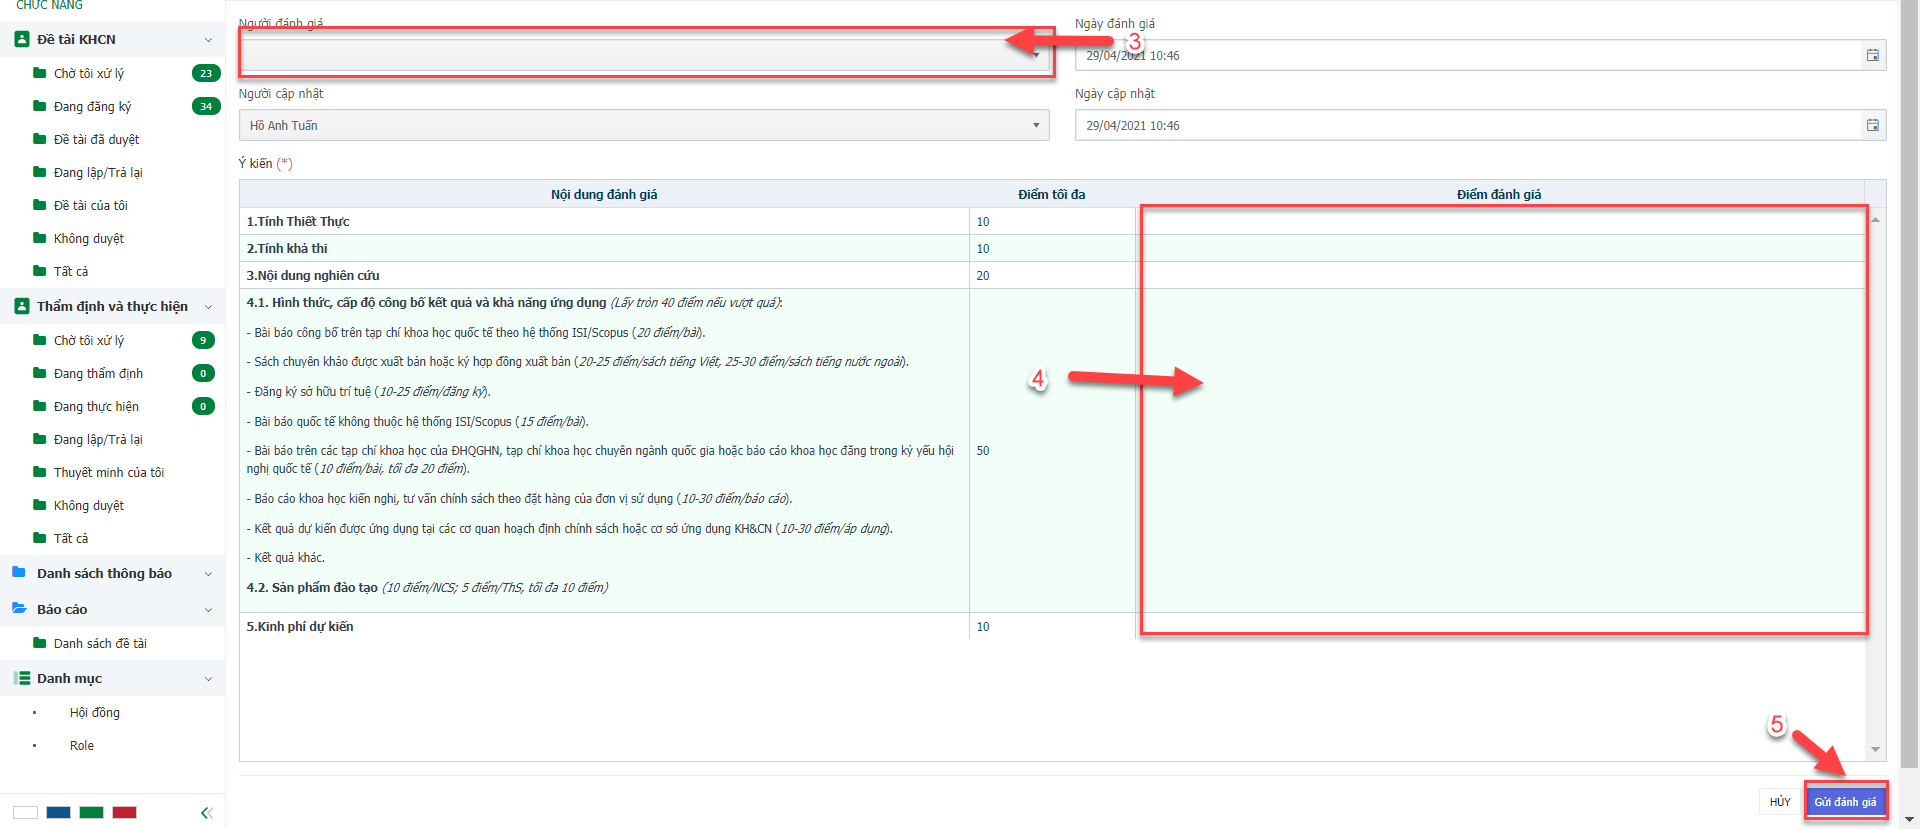 CHỨC NĂNG
Đề tài KHCN
Chờ tôi xử lý 23
Đang đăng ký 34
Đề tài đã duyệt
Đang lập/Trả lại
Đề tài của tôi
Không duyệt
Tất cả
Thẩm định và thực hiện
Chờ tôi xử lý 9
Đang thẩm định 0
Đang thực hiện 0
Đang lập/Trả lại
Thuyết minh của tôi
Không duyệt
Tất cả
Danh sách thông báo
Báo cáo
Danh sách đề tài
Danh mục
Hội đồng
Role
Người đánh giá
3
Ngày đánh giá
29/04/2021 10:46
Người cập nhật
Hồ Anh Tuấn
Ngày cập nhật
29/04/2021 10:46
Ý kiến (*)
Nội dung đánh giá Điểm tối đa Điểm đánh giá
1.Tính Thiết Thực 10
2.Tính khả thi 10
3.Nội dung nghiên cứu 20
4.1. Hình thức, cấp độ công bố kết quả và khả năng ứng dụng (Lấy tròn 40 điểm nếu vượt quá):
- Bài báo công bố trên tạp chí khoa học quốc tế theo hệ thống ISI/Scopus (20 điểm/bài).
- Sách chuyên khảo được xuất bản hoặc ký hợp đồng xuất bản (20-25 điểm/sách tiếng Việt, 25-30 điểm/sách tiếng nước ngoài).
- Đăng ký sở hữu trí tuệ (10-25 điểm/đăng ký).
- Bài báo quốc tế không thuộc hệ thống ISI/Scopus (15 điểm/bài).
- Bài báo trên các tạp chí khoa học của ĐHQGHN, tạp chí khoa học chuyên ngành quốc gia hoặc báo cáo khoa học đăng trong kỷ yếu hội
nghị quốc tế (10 điểm/bài, tối đa 20 điểm).
- Báo cáo khoa học kiến nghị, tư vấn chính sách theo đặt hàng của đơn vị sử dụng (10-30 điểm/báo cáo).
- Kết quả dự kiến được ứng dụng tại các cơ quan hoạch định chính sách hoặc cơ sở ứng dụng KH&CN (10-30 điểm/áp dụng).
- Kết quả khác.
4.2. Sản phẩm đào tạo (10 điểm/NCS; 5 điểm/ThS, tối đa 10 điểm)
50
4
5.Kinh phí dự kiến 10
5
HỦY
Gửi đánh giá